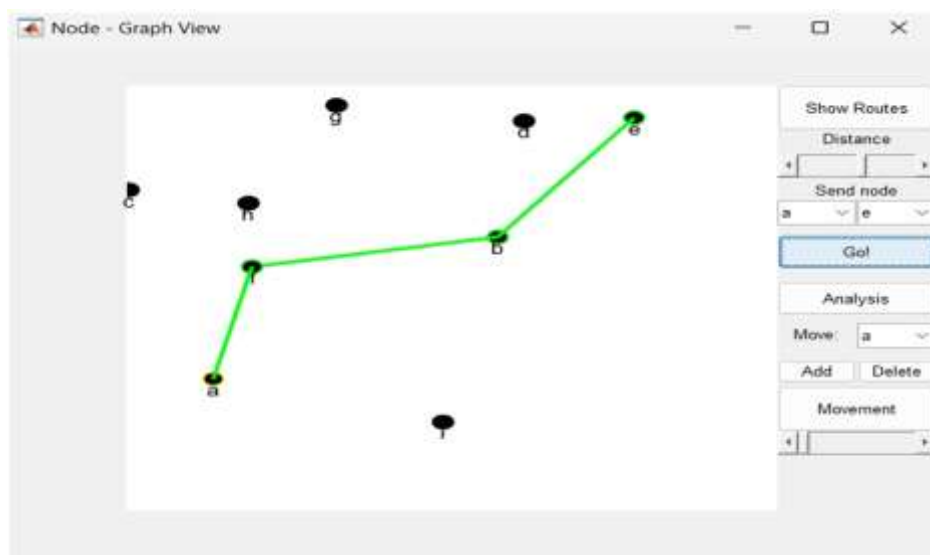 Node - Graph View
Show Routes
Distance
Send node
a e
Go!
Analysis
Move: a
Add Delete
Movement
g
d
e
c
h
b
a